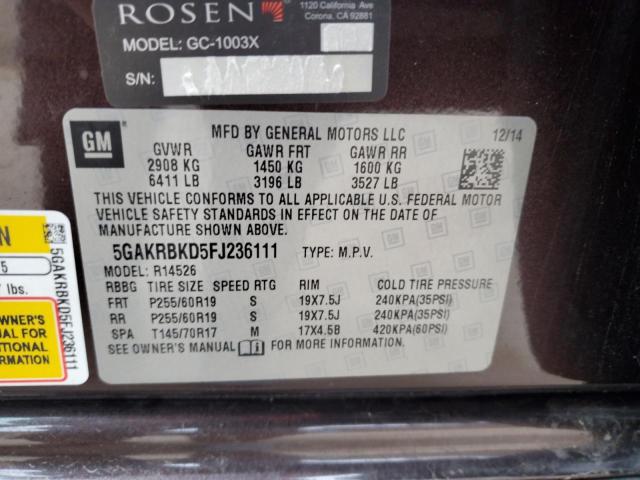 ROSEN
1120 California Ave
Corona, CA 92881
MODEL: GC-1003X
S/N:
GM
MFD BY GENERAL MOTORS LLC 12/14
GVWR GAWR FRT GAWR RR
2908 KG 1450 KG 1600 KG
6411 LB 3196 LB 3527 LB
THIS VEHICLE CONFORMS TO ALL APPLICABLE U.S. FEDERAL MOTOR
VEHICLE SAFETY STANDARDS IN EFFECT ON THE DATE OF
MANUFACTURE SHOWN ABOVE.
5GAKRBKD5FJ236111 TYPE: M.P.V.
MODEL: R14526
RBBG TIRE SIZE SPEED RTG RIM COLD TIRE PRESSURE
FRT P255/60R19 S 19X7.5J 240KPA(35PSI)
RR P255/60R19 S 19X7.5J 240KPA(35PSI)
SPA T145/70R17 M 17X4.5B 420KPA(60PSI)
SEE OWNER'S MANUAL FOR MORE INFORMATION.
N
5
lbs.
WNER'S
UAL FOR
ITIONAL
RMATION
5GAKRBKD5FJ236111